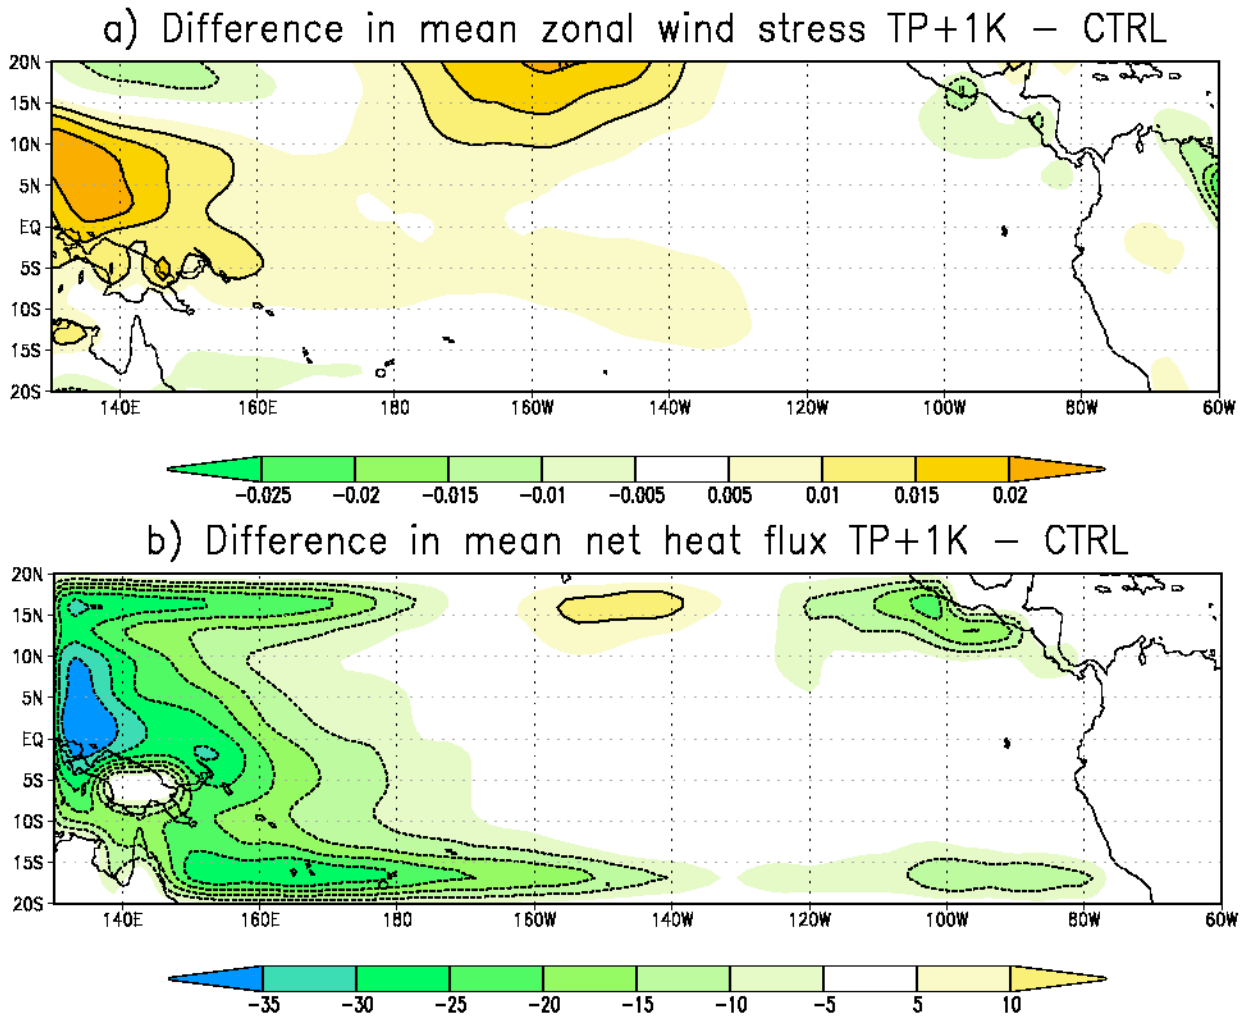 a) Difference in mean zonal wind stress TP+1K − CTRL
20N
15N
10N
5N
EQ
5S
10S
15S
20S
140E 160E 180 160W 140W 120W 100W 80W 60W
−0.025 −0.02 −0.015 −0.01 −0.005 0.005 0.01 0.015 0.02
b) Difference in mean net heat flux TP+1K − CTRL
20N
15N
10N
5N
EQ
5S
10S
15S
20S
140E 160E 180 160W 140W 120W 100W 80W 60W
−35 −30 −25 −20 −15 −10 −5 5 10